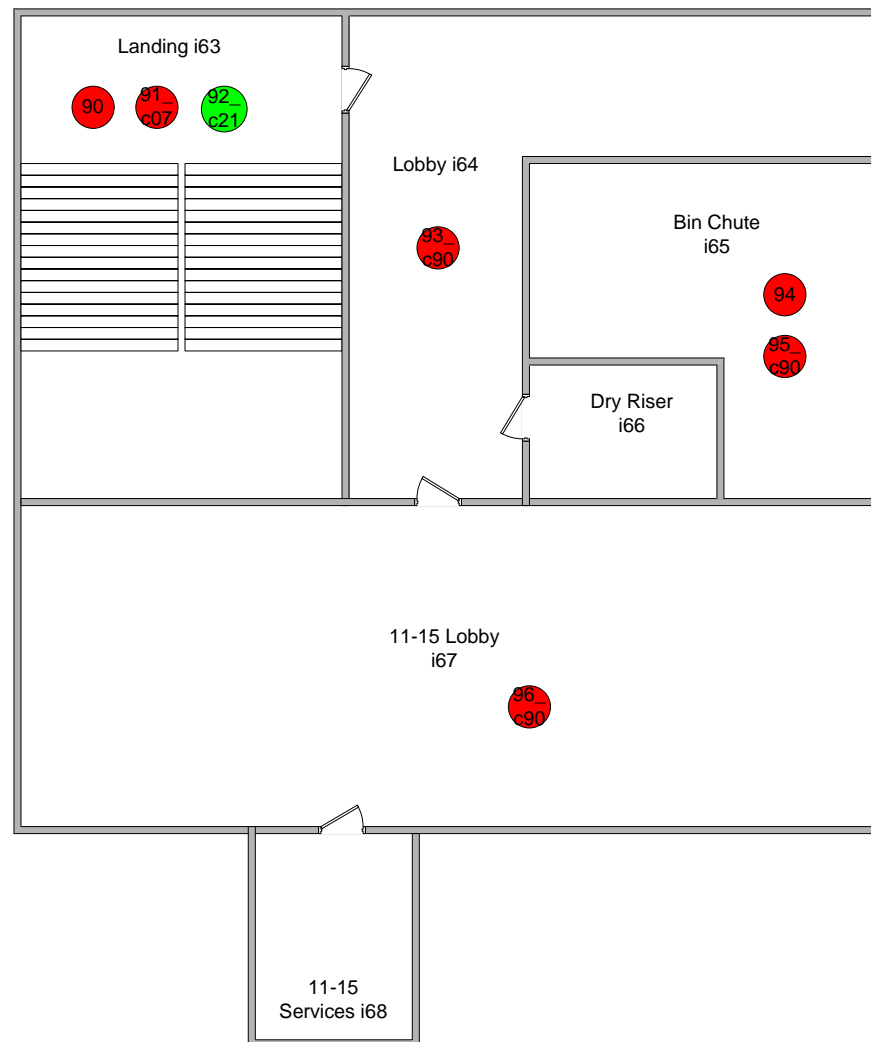 Landing i63
90
91_
c07
92_
c21
Lobby i64
93_
c90
Bin Chute
i65
94
95_
c90
Dry Riser
i66
11-15 Lobby
i67
96_
c90
11-15
Services i68